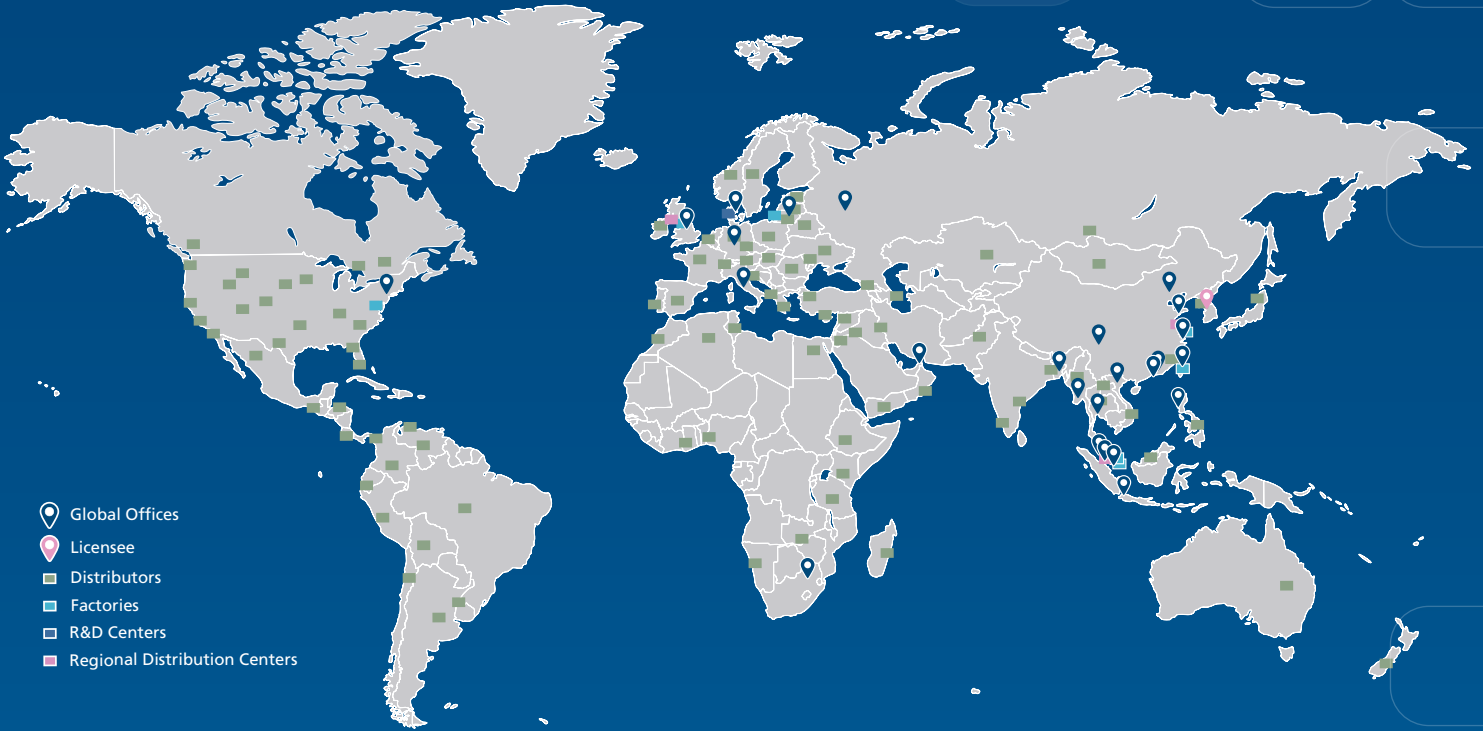 Global Offices
Licensee
Distributors
Factories
R&D Centers
Regional Distribution Centers